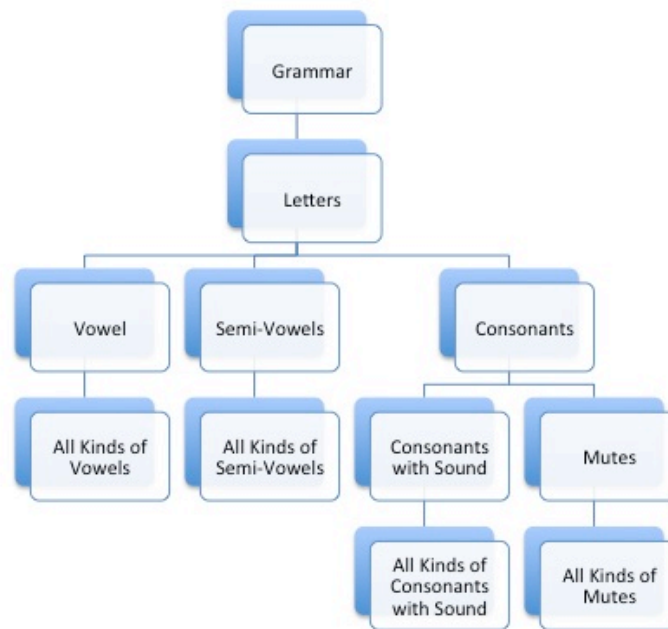 Grammar
Letters
Vowel
Semi-Vowels
Consonants
All Kinds of
Vowels
All Kinds of
Semi-Vowels
Consonants
with Sound
Mutes
All Kinds of
Consonants
with Sound
All Kinds of
Mutes